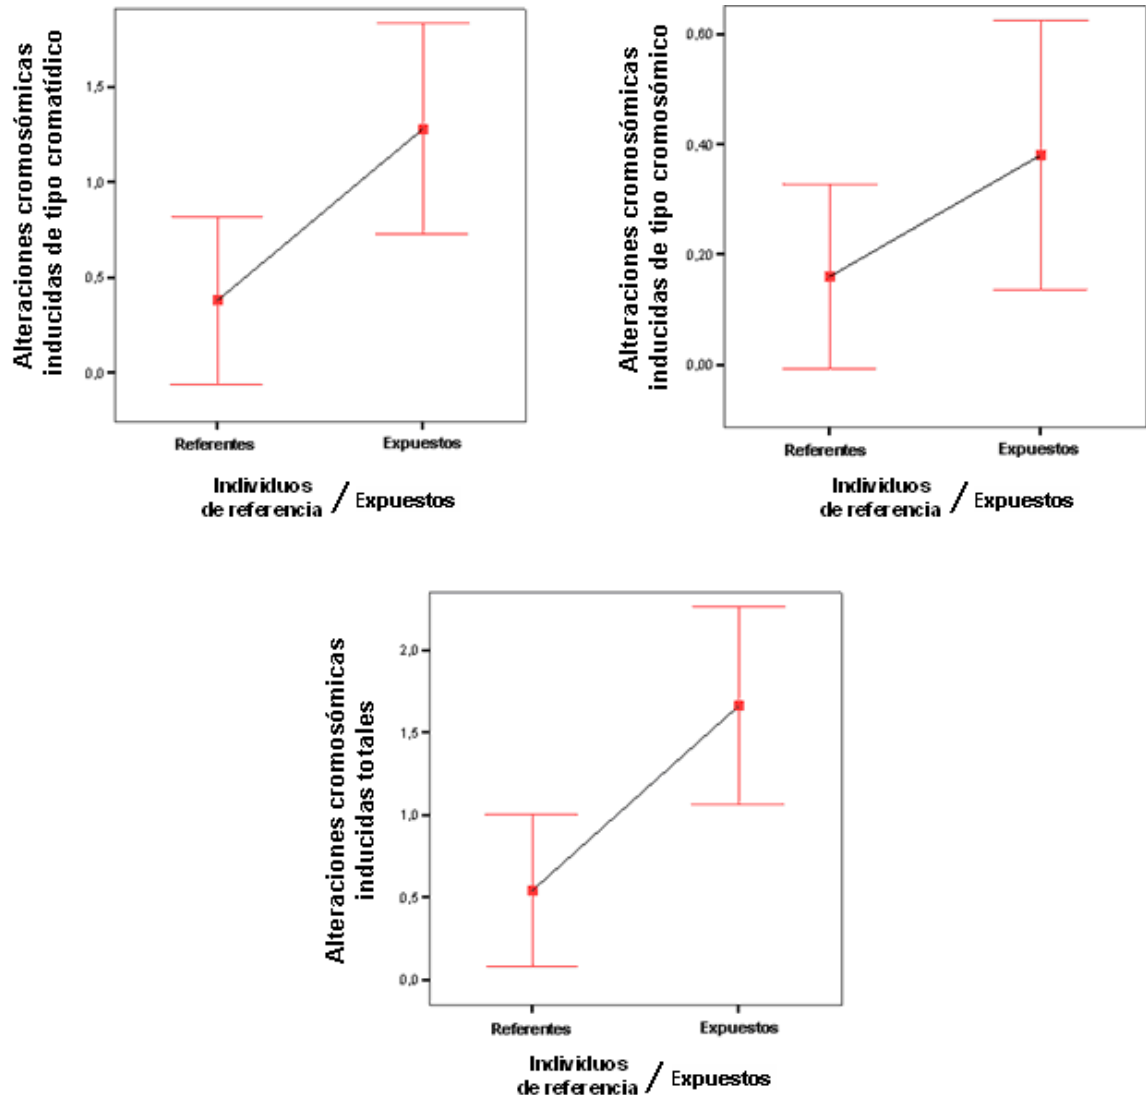 Alteraciones cromosómicas
inducidas de tipo cromatídico
1,5
1,0
0,5
0,0
Referentes
Expuestos
Individuos
de referencia / Expuestos
Alteraciones cromosómicas
inducidas de tipo cromosómico
0,60
0,40
0,20
0,00
Referentes
Expuestos
Individuos
de referencia / Expuestos
Alteraciones cromosómicas
inducidas totales
2,0
1,5
1,0
0,5
0,0
Referentes
Expuestos
Individuos
de referencia / Expuestos